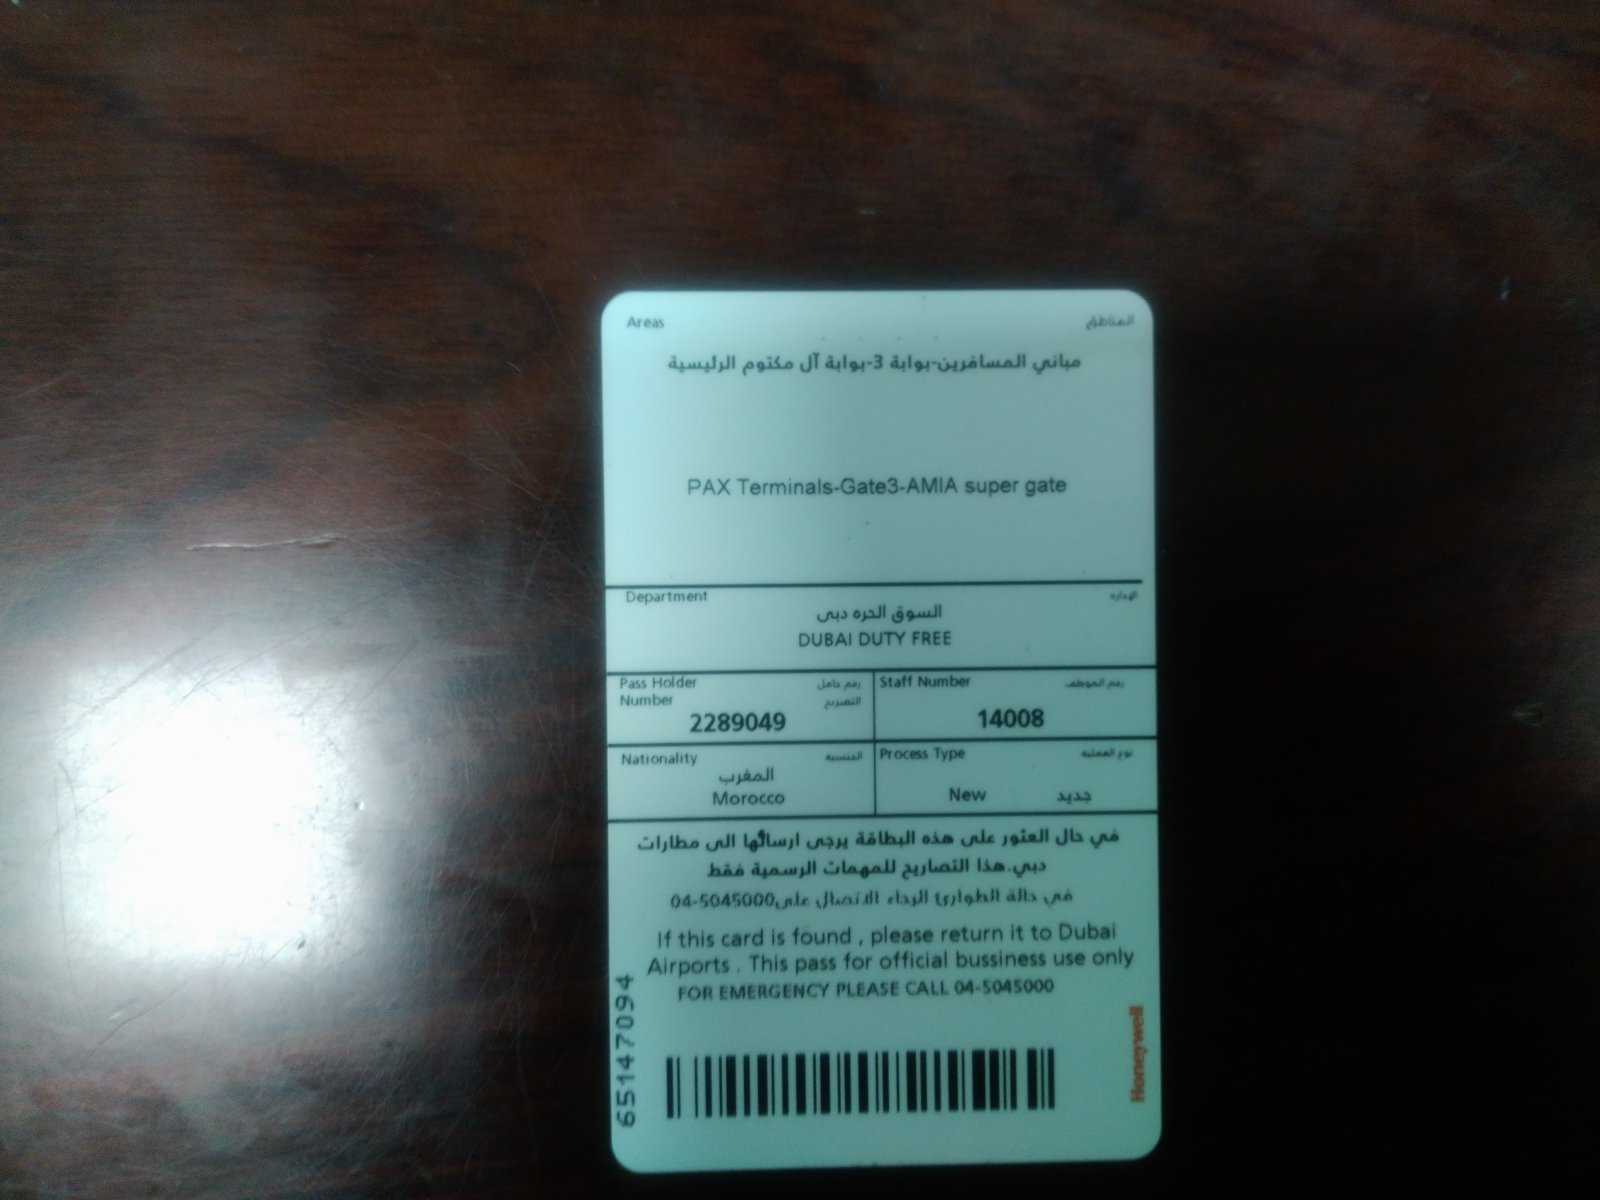 Areas المناطق
مباني المسافرين-بوابة 3-بوابة آل مكتوم الرئيسية
PAX Terminals-Gate3-AMIA super gate
Department الإدارة
السوق الحره دبى
DUBAI DUTY FREE
Pass Holder رقم حامل
Number التصريح
2289049
Staff Number رقم الموظف
14008
Nationality الجنسية
المغرب
Morocco
Process Type نوع العملية
New جديد
في حال العثور على هذه البطاقة يرجى ارسالها الى مطارات
دبي.هذا التصاريح للمهمات الرسمية فقط
في حالة الطوارئ الرجاء الاتصال على04-5045000
If this card is found , please return it to Dubai
Airports . This pass for official bussiness use only
FOR EMERGENCY PLEASE CALL 04-5045000
65147094
Honeywell